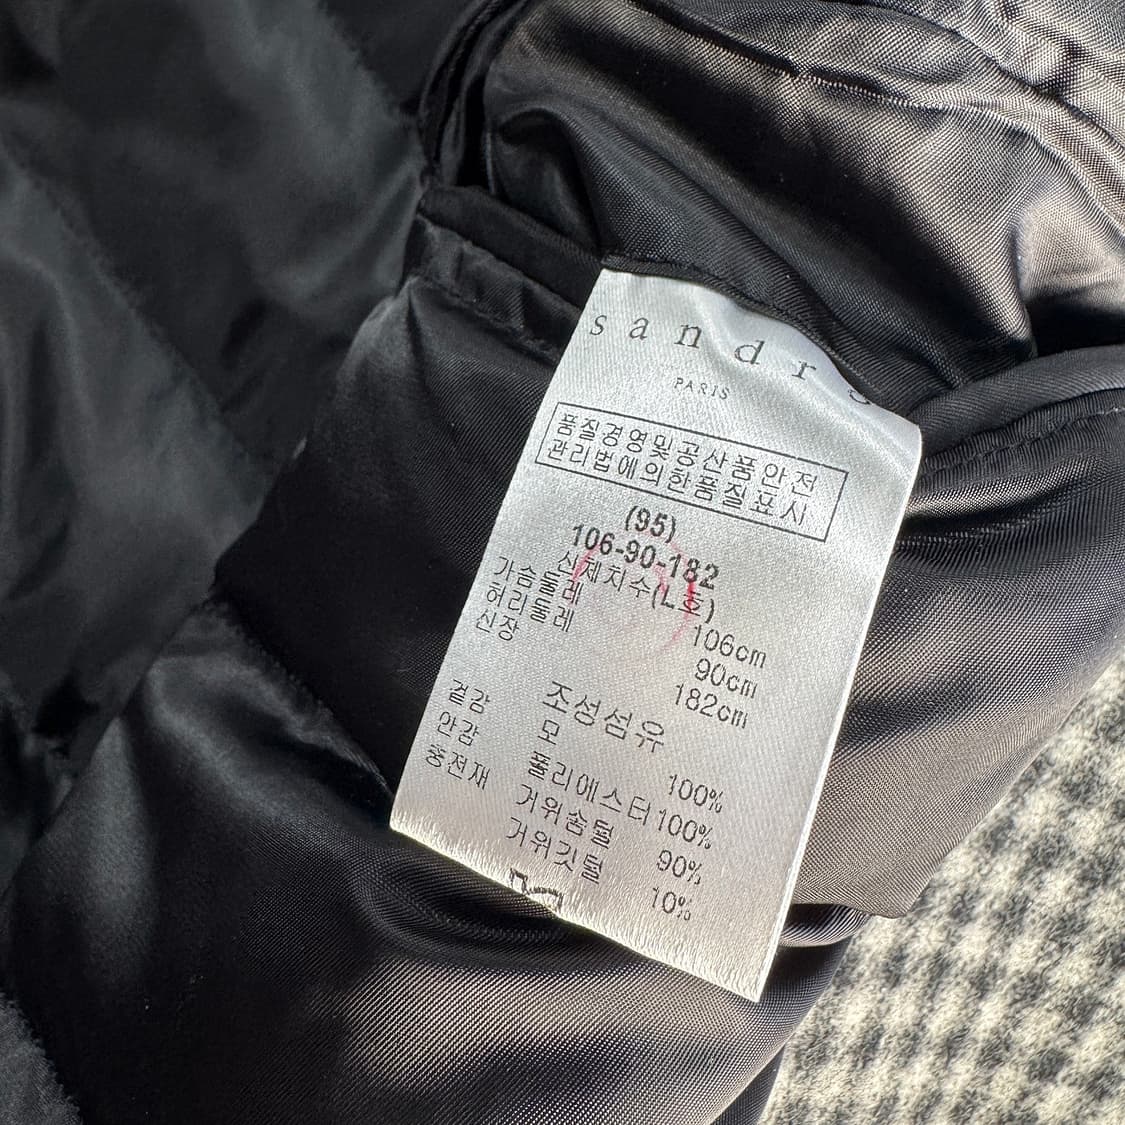 sandro
PARIS
품질경영및공산품안전
관리법에의한품질표시
(95)
106-90-182
신체치수(L호)
가슴둘레 106cm
허리둘레 90cm
신장 182cm
조성섬유
겉감 모 100%
안감 폴리에스터 100%
충전재 거위솜털 90%
거위깃털 10%